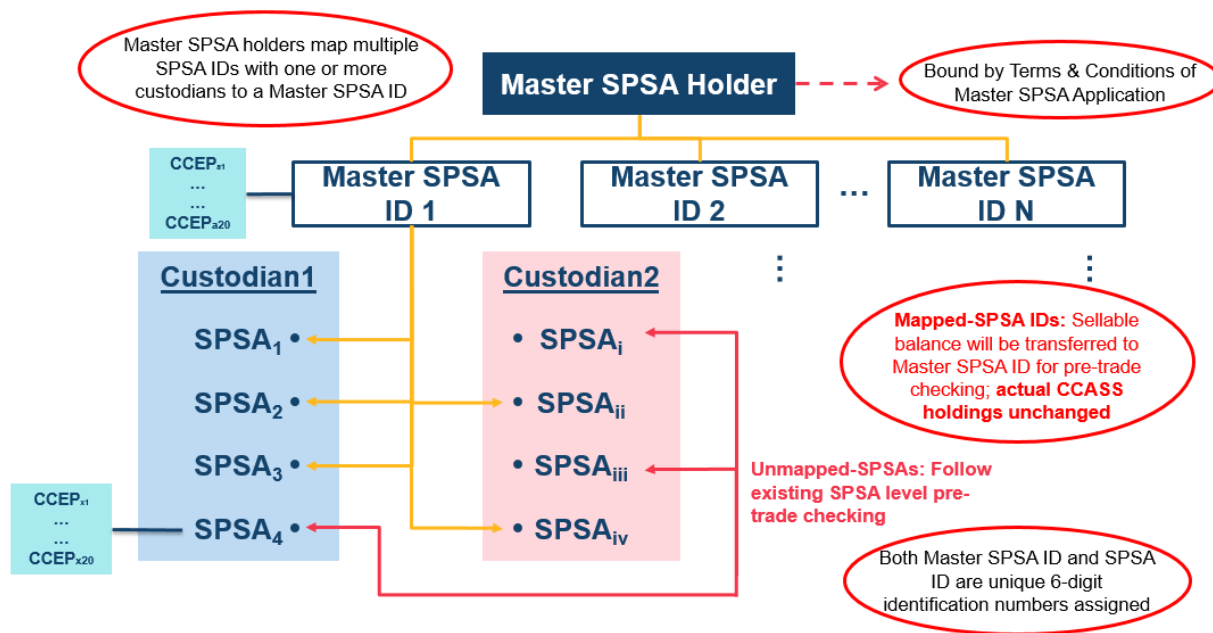 Master SPSA holders map multiple
SPSA IDs with one or more
custodians to a Master SPSA ID
Master SPSA Holder
Bound by Terms & Conditions of
Master SPSA Application
CCEPa1
...
...
CCEPa20
Master SPSA
ID 1
Master SPSA
ID 2
...
Master SPSA
ID N
Custodian1
SPSA1 •
SPSA2 •
SPSA3 •
SPSA4 •
Custodian2
• SPSAi
• SPSAii
• SPSAiii
• SPSAiv
⋮
⋮
Mapped-SPSA IDs: Sellable
balance will be transferred to
Master SPSA ID for pre-trade
checking; actual CCASS
holdings unchanged
Unmapped-SPSAs: Follow
existing SPSA level pre-
trade checking
CCEPx1
...
...
CCEPx20
Both Master SPSA ID and SPSA
ID are unique 6-digit
identification numbers assigned